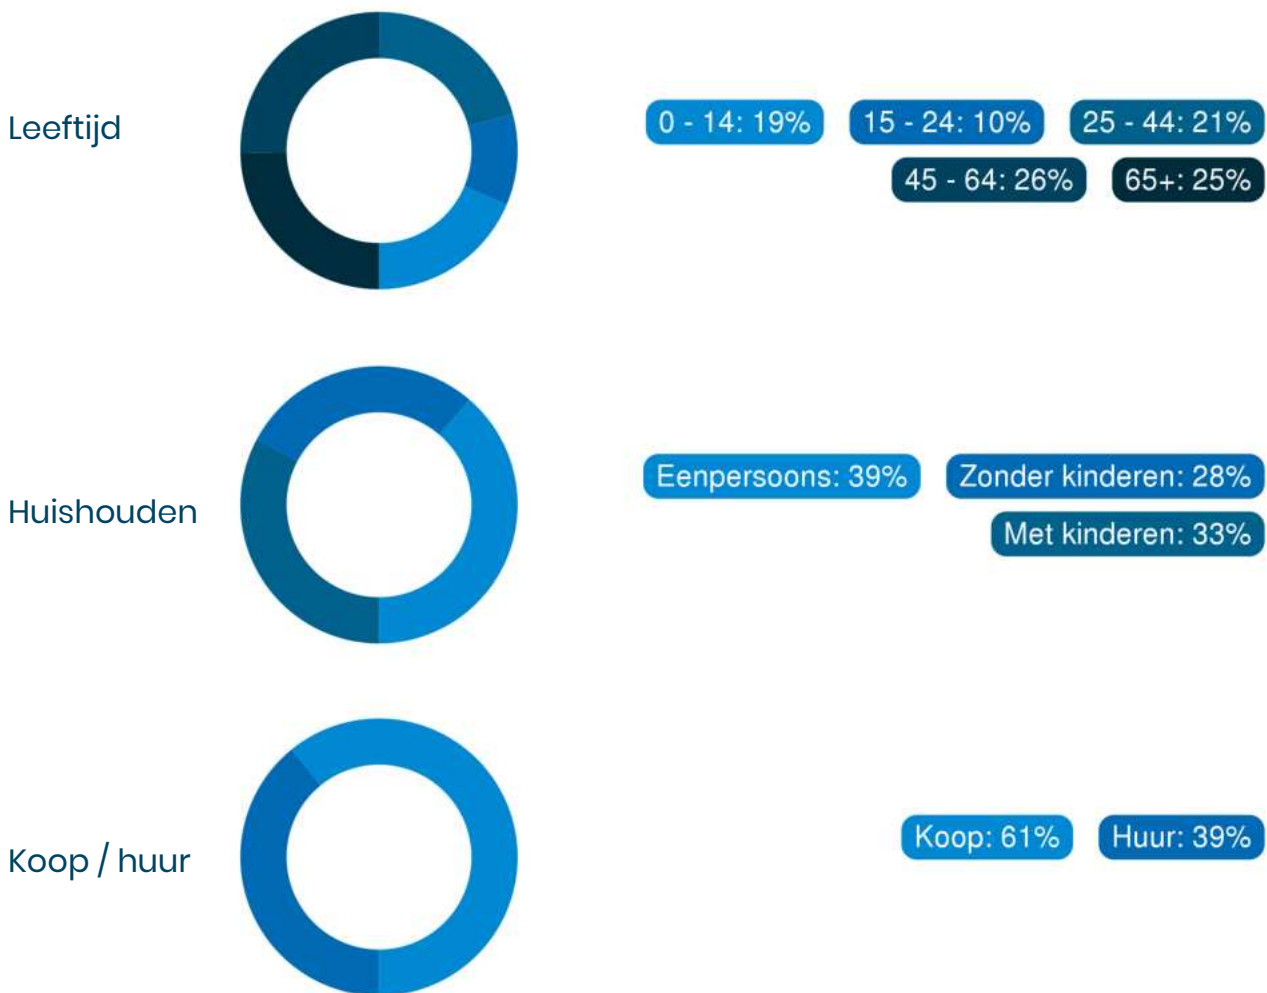 Leeftijd
0 - 14: 19% 15 - 24: 10% 25 - 44: 21%
45 - 64: 26% 65+: 25%
Huishouden
Eenpersoons: 39% Zonder kinderen: 28%
Met kinderen: 33%
Koop / huur
Koop: 61% Huur: 39%